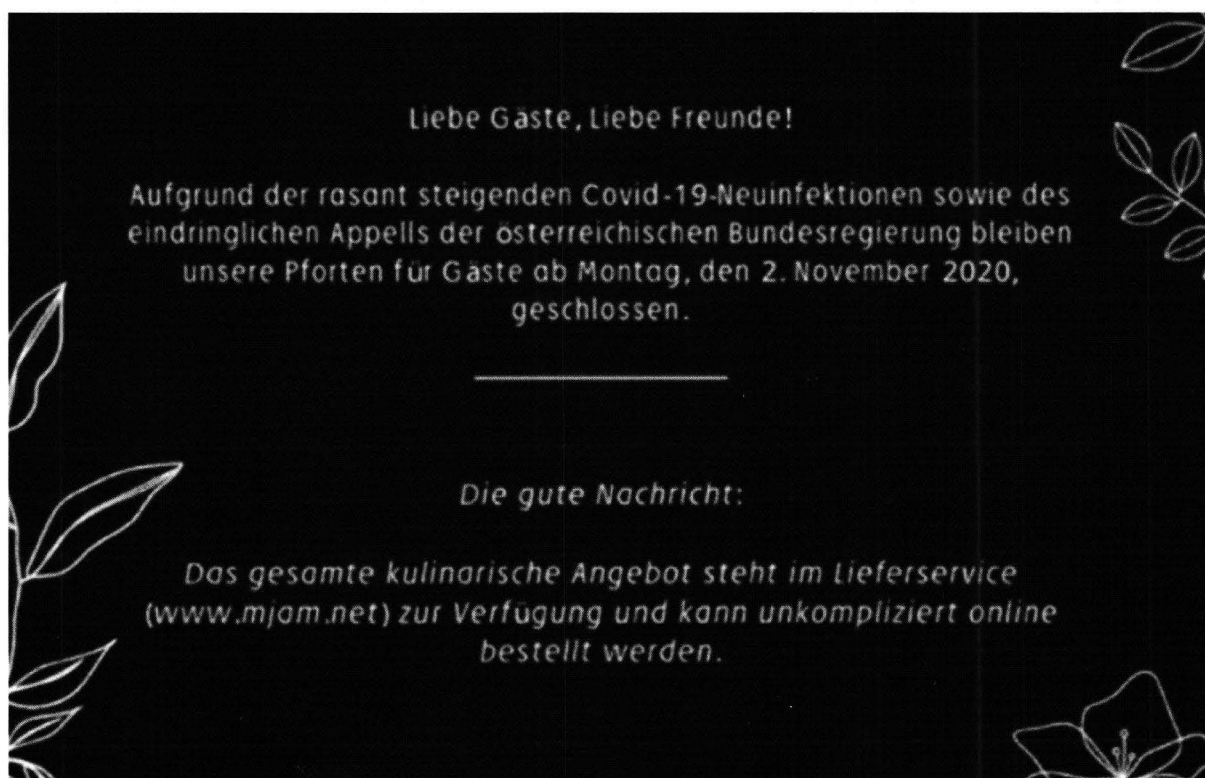 Liebe Gäste, Liebe Freunde!
Aufgrund der rasant steigenden Covid-19-Neuinfektionen sowie des
eindringlichen Appells der österreichischen Bundesregierung bleiben
unsere Pforten für Gäste ab Montag, den 2. November 2020,
geschlossen.
Die gute Nachricht:
Das gesamte kulinarische Angebot steht im Lieferservice
(www.mjam.net) zur Verfügung und kann unkompliziert online
bestellt werden.